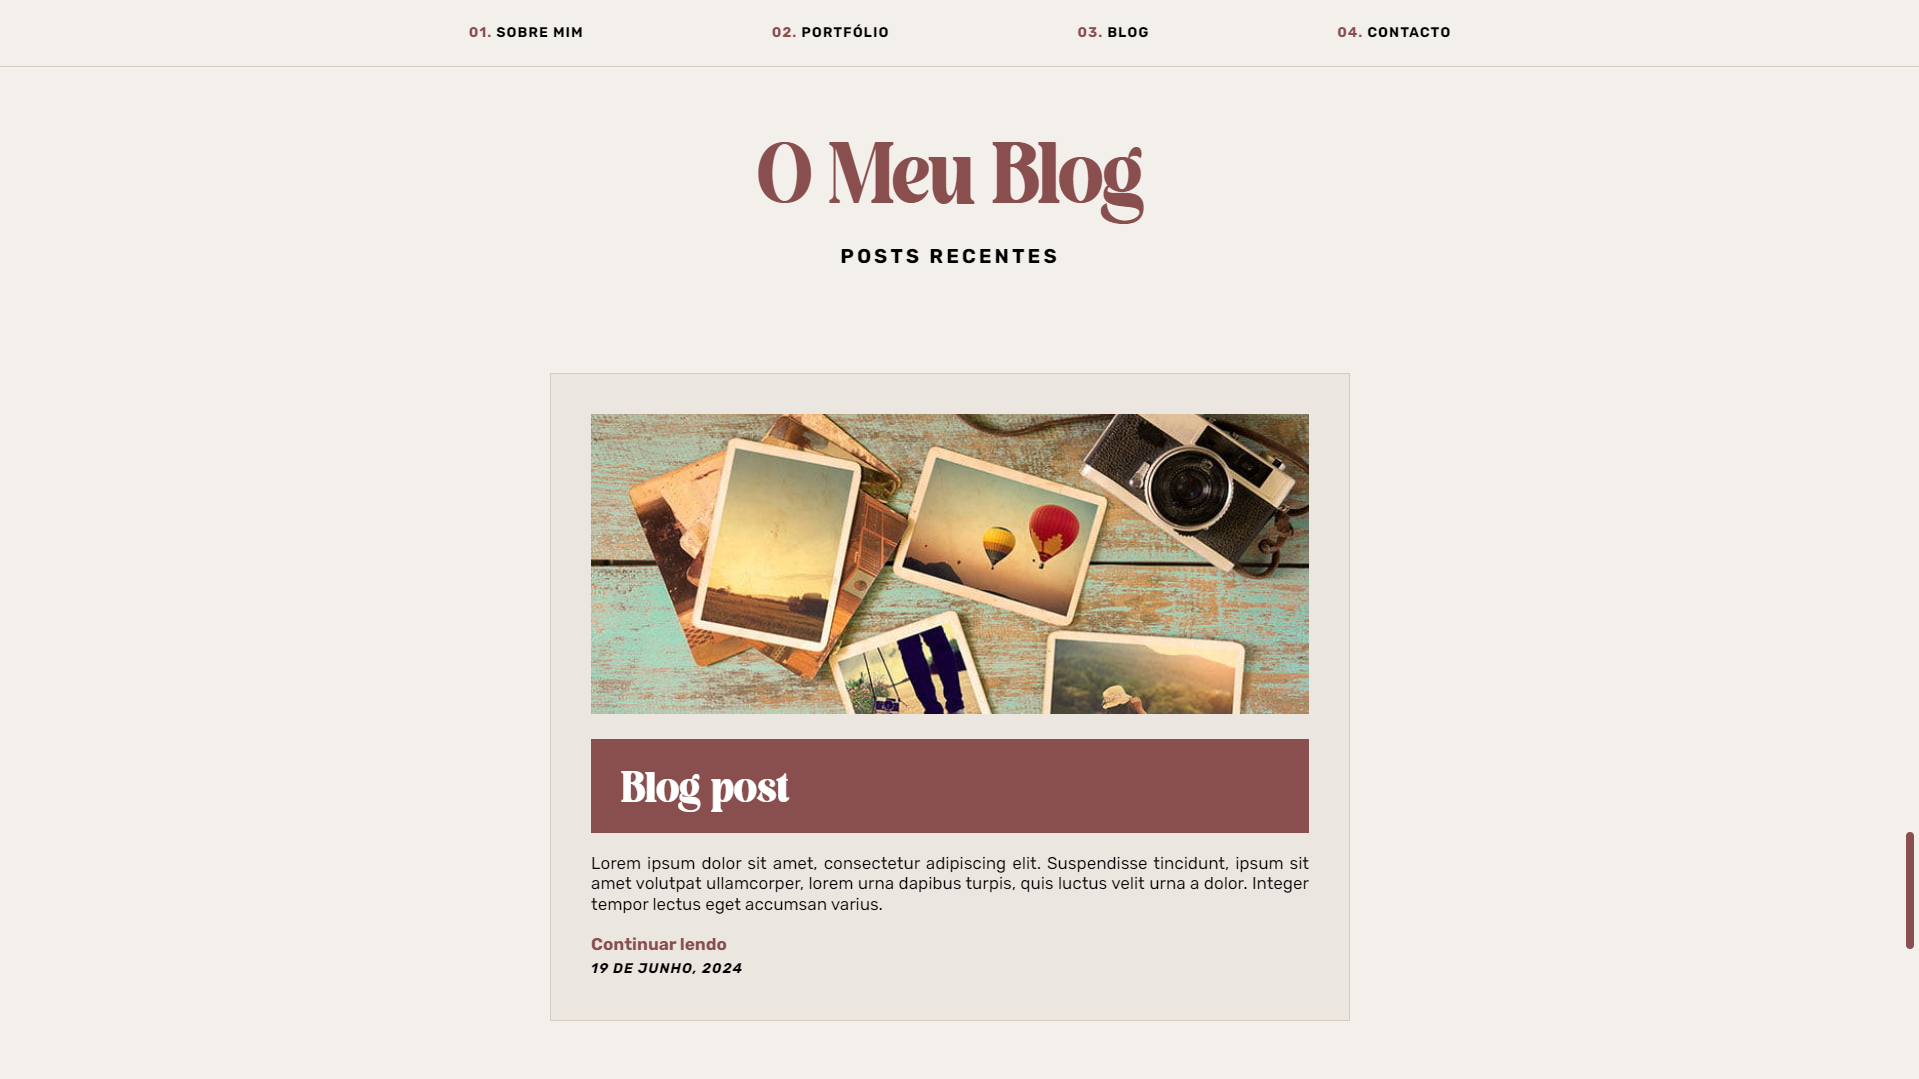 01. SOBRE MIM
02. PORTFÓLIO
03. BLOG
04. CONTACTO
O Meu Blog
POSTS RECENTES
Blog post
Lorem ipsum dolor sit amet, consectetur adipiscing elit. Suspendisse tincidunt, ipsum sit
amet volutpat ullamcorper, lorem urna dapibus turpis, quis luctus velit urna a dolor. Integer
tempor lectus eget accumsan varius.
Continuar lendo
19 DE JUNHO, 2024